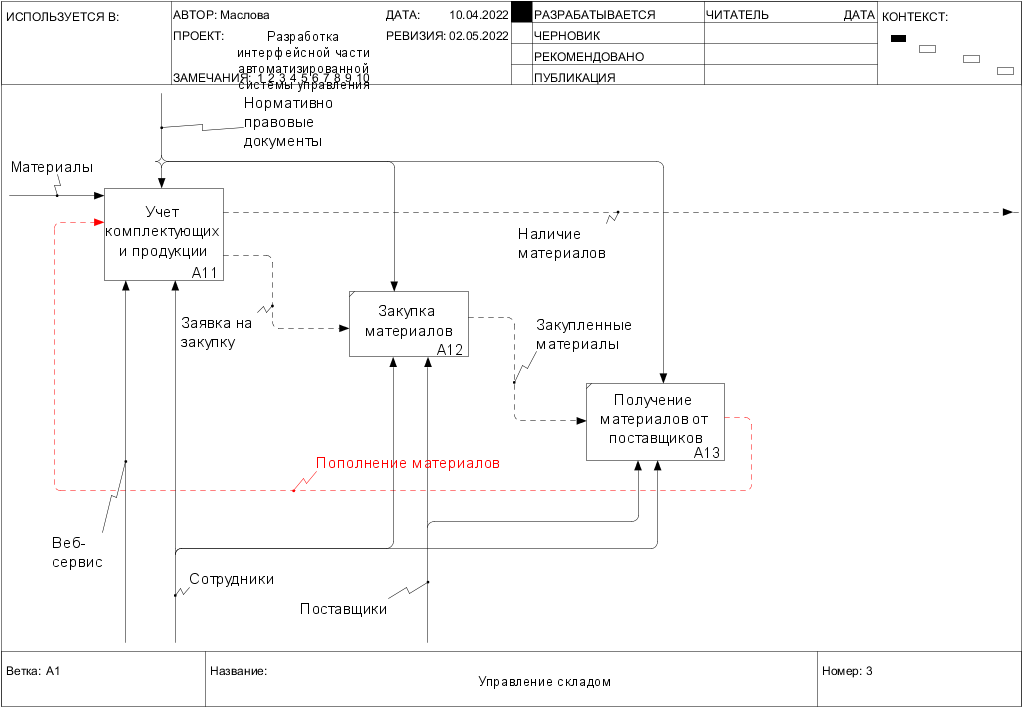 ИСПОЛЬЗУЕТСЯ В:
АВТОР: Маслова
ДАТА: 10.04.2022
РАЗРАБАТЫВАЕТСЯ
ЧИТАТЕЛЬ
ДАТА
КОНТЕКСТ:
ПРОЕКТ: Разработка
интерфейсной части
автоматизированной
системы управления
РЕВИЗИЯ: 02.05.2022
ЧЕРНОВИК
РЕКОМЕНДОВАНО
ЗАМЕЧАНИЯ: 1 2 3 4 5 6 7 8 9 10
ПУБЛИКАЦИЯ
Нормативно
правовые
документы
Материалы
Учет
комплектующих
и продукции
A11
Наличие
материалов
Заявка на
закупку
Закупка
материалов
A12
Закупленные
материалы
Получение
материалов от
поставщиков
A13
Пополнение материалов
Веб-
сервис
Сотрудники
Поставщики
Ветка: A1
Название:
Управление складом
Номер: 3